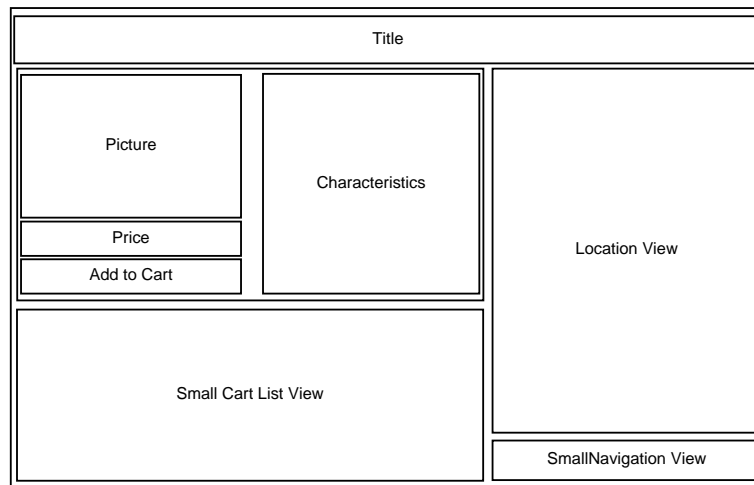 Title
Picture
Price
Add to Cart
Characteristics
Location View
Small Cart List View
SmallNavigation View